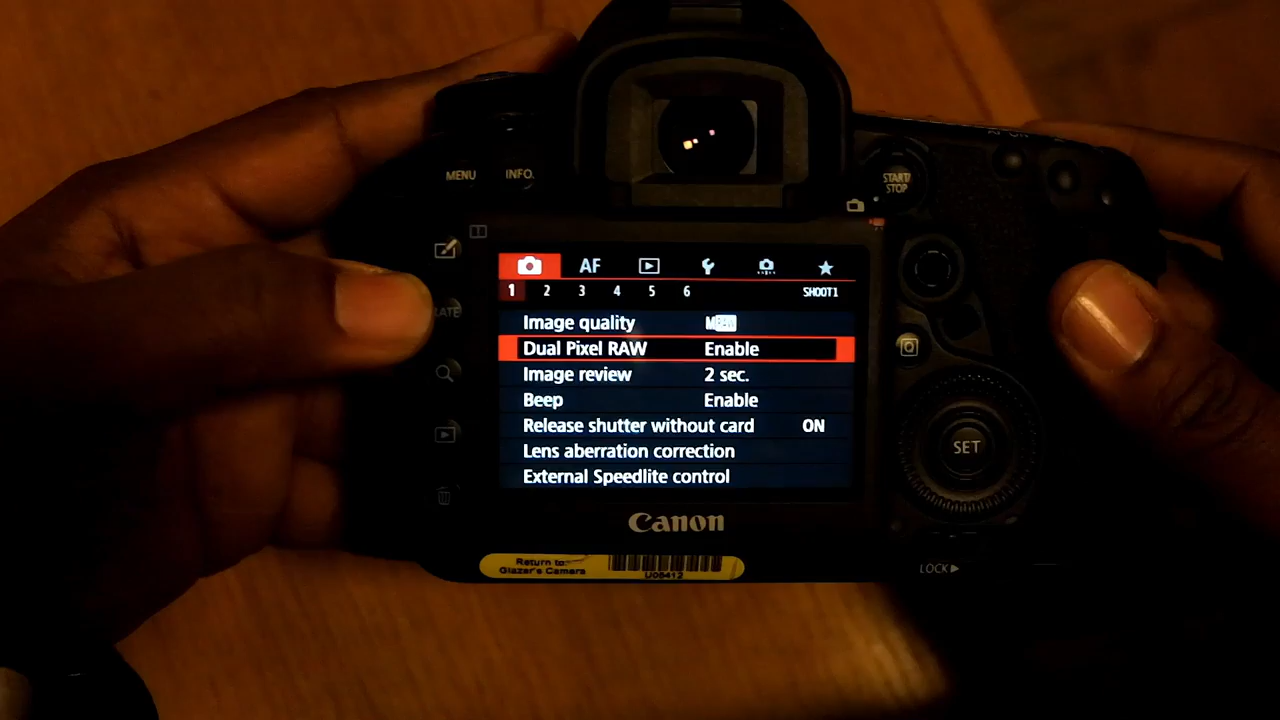 MENU INFO.
START/
STOP
AF
1 2 3 4 5 6 SHOOT1
Image quality M RAW
Dual Pixel RAW Enable
Image review 2 sec.
Beep Enable
Release shutter without card ON
Lens aberration correction
External Speedlite control
Q
SET
Canon
Return to:
Glazer's Camera
U05412
LOCK▶